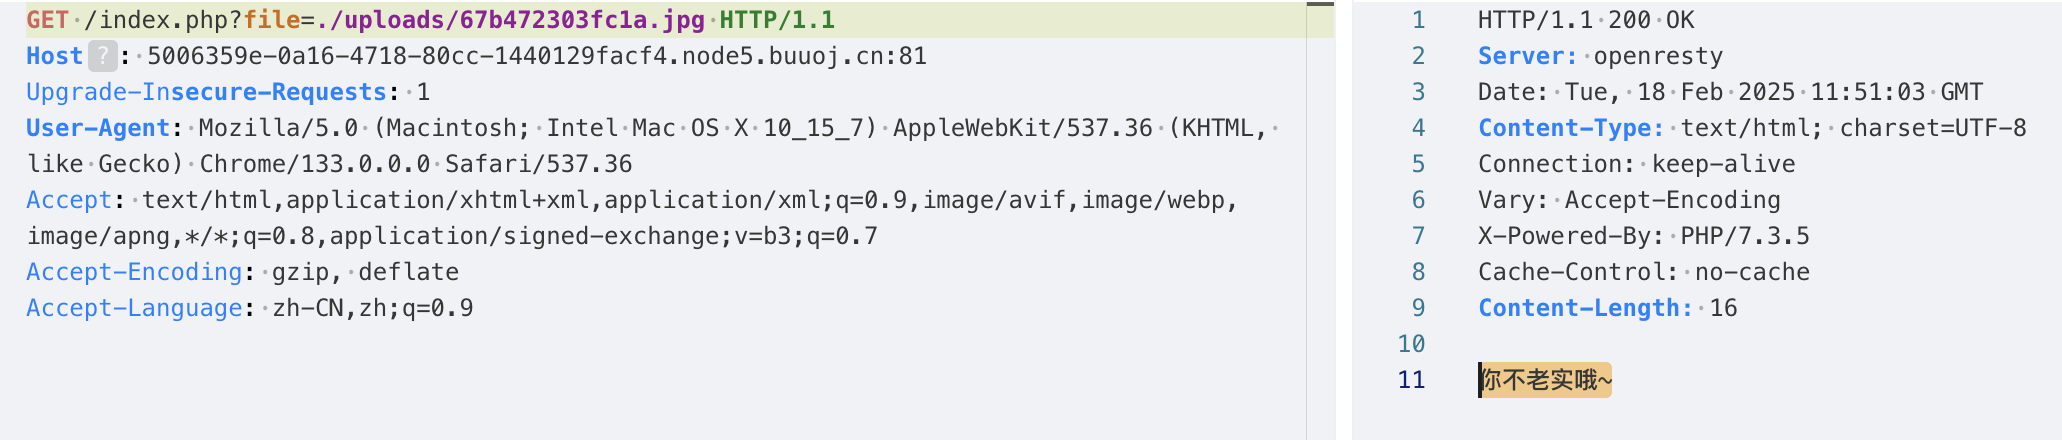 GET /index.php?file=./uploads/67b472303fc1a.jpg HTTP/1.1
Host ? : 5006359e-0a16-4718-80cc-1440129facf4.node5.buuoj.cn:81
Upgrade-Insecure-Requests: 1
User-Agent: Mozilla/5.0 (Macintosh; Intel Mac OS X 10_15_7) AppleWebKit/537.36 (KHTML,
like Gecko) Chrome/133.0.0.0 Safari/537.36
Accept: text/html,application/xhtml+xml,application/xml;q=0.9,image/avif,image/webp,
image/apng,*/*;q=0.8,application/signed-exchange;v=b3;q=0.7
Accept-Encoding: gzip, deflate
Accept-Language: zh-CN,zh;q=0.9
1 HTTP/1.1 200 OK
2 Server: openresty
3 Date: Tue, 18 Feb 2025 11:51:03 GMT
4 Content-Type: text/html; charset=UTF-8
5 Connection: keep-alive
6 Vary: Accept-Encoding
7 X-Powered-By: PHP/7.3.5
8 Cache-Control: no-cache
9 Content-Length: 16
10
11 你不老实哦~